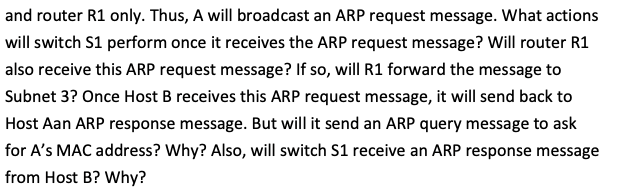 and router R1 only. Thus, A will broadcast an ARP request message. What actions
will switch S1 perform once it receives the ARP request message? Will router R1
also receive this ARP request message? If so, will R1 forward the message to
Subnet 3? Once Host B receives this ARP request message, it will send back to
Host Aan ARP response message. But will it send an ARP query message to ask
for A's MAC address? Why? Also, will switch S1 receive an ARP response message
from Host B? Why?